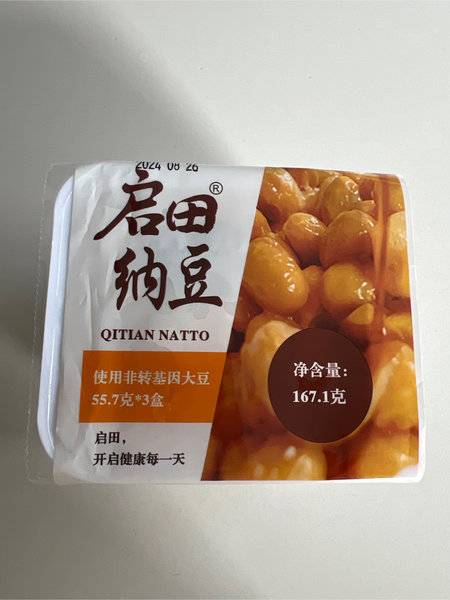 2024 08 26
启田®
纳豆
QITIAN NATTO
使用非转基因大豆
55.7克*3盒
启田，
开启健康每一天
净含量：
167.1克